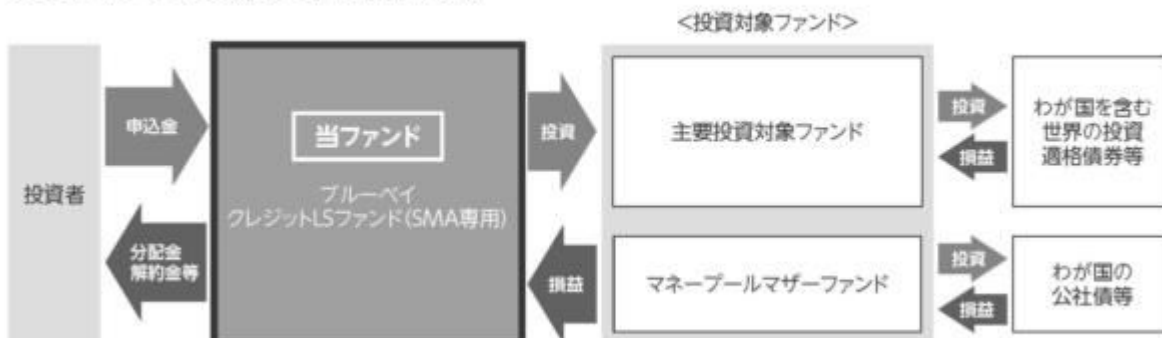 <投資対象ファンド>
投資者
申込金
分配金
解約金等
当ファンド
ブルーベイ
クレジットLSファンド(SMA専用)
投資
損益
主要投資対象ファンド
マネープールマザーファンド
投資
損益
わが国を含む
世界の投資
適格債券等
投資
損益
わが国の
公社債等